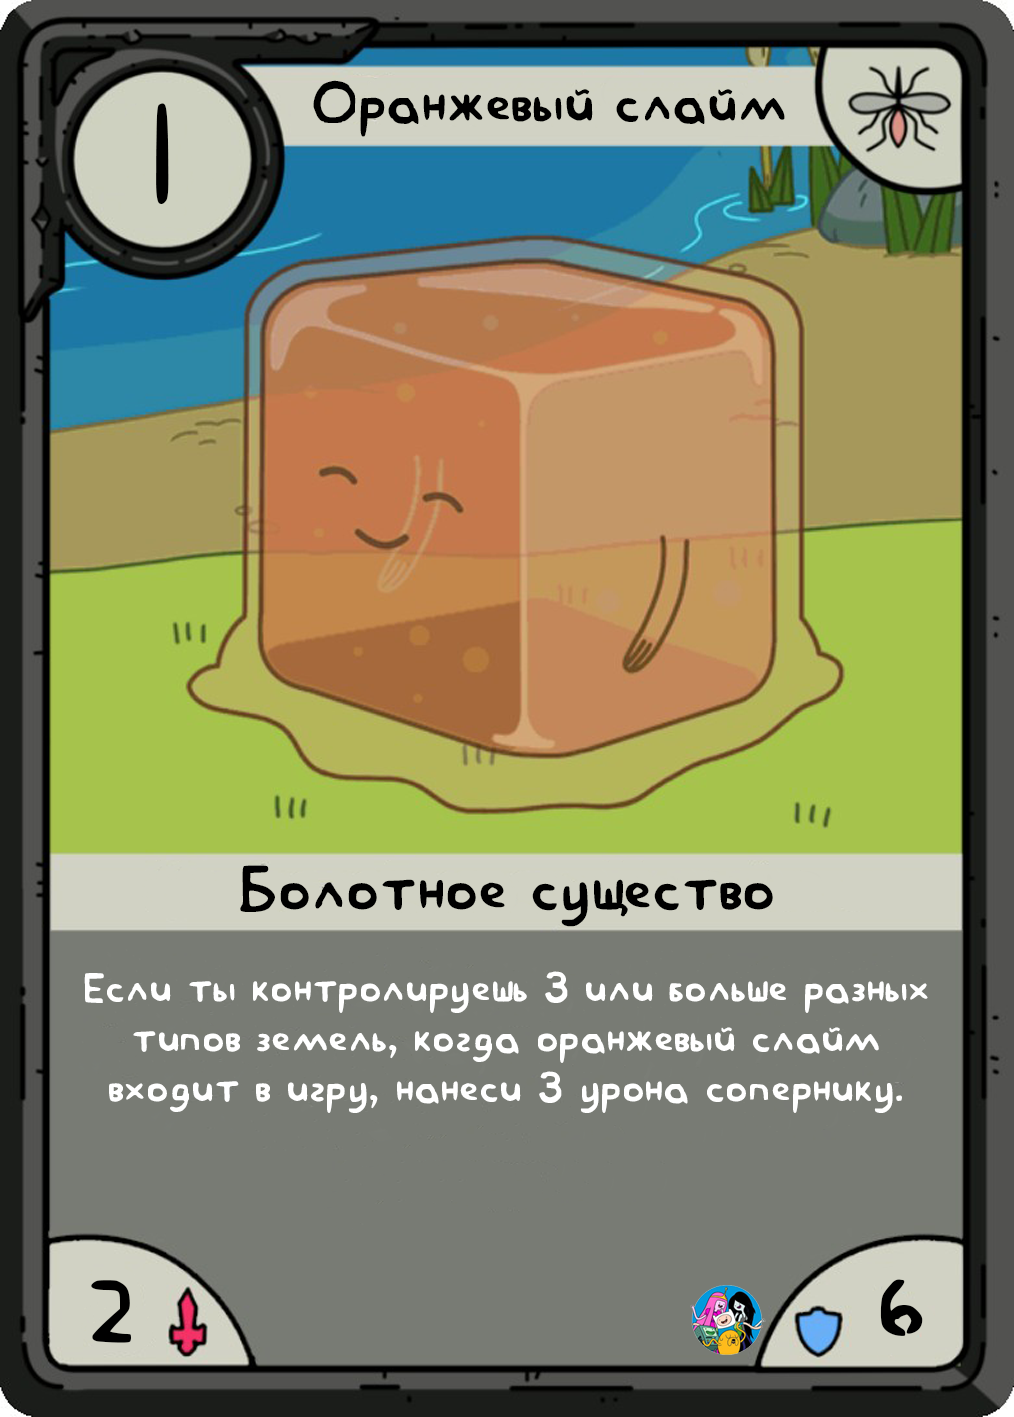 1
Оранжевый слайм
Болотное существо
Если ты контролируешь 3 или больше разных
типов земель, когда оранжевый слайм
входит в игру, нанеси 3 урона сопернику.
2
6